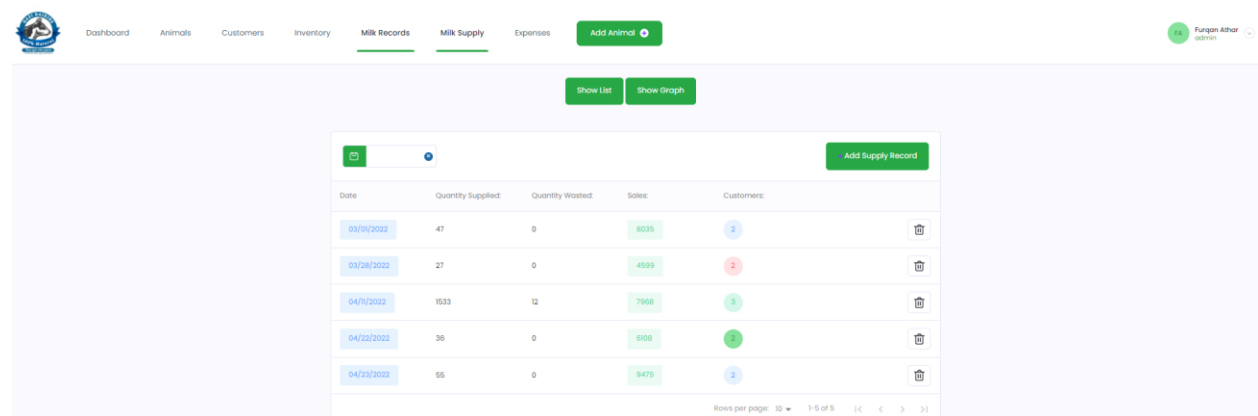 Dashboard Animals Customers Inventory Milk Records Milk Supply Expenses Add Animal FA Furqan Athar
admin
Show List Show Graph
Add Supply Record
Date Quantity Supplied: Quantity Wasted: Sales: Customers:
03/01/2022 47 0 6035 2
03/28/2022 27 0 4599 2
04/11/2022 1533 12 7968 3
04/22/2022 36 0 5108 2
04/23/2022 55 0 9475 2
Rows per page: 10 1-5 of 5